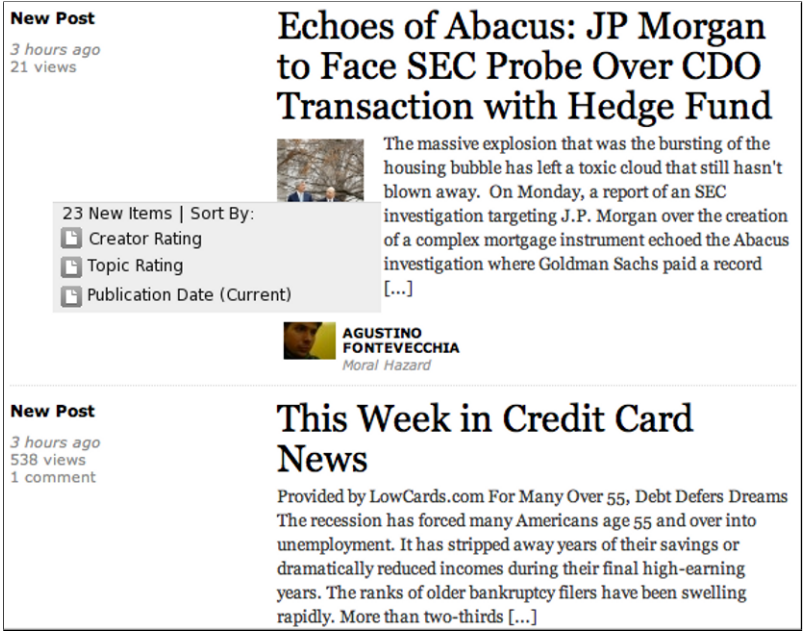 New Post
3 hours ago
21 views
Echoes of Abacus: JP Morgan
to Face SEC Probe Over CDO
Transaction with Hedge Fund
The massive explosion that was the bursting of the
housing bubble has left a toxic cloud that still hasn't
blown away.  On Monday, a report of an SEC
investigation targeting J.P. Morgan over the creation
of a complex mortgage instrument echoed the Abacus
investigation where Goldman Sachs paid a record
[...]
23 New Items | Sort By:
Creator Rating
Topic Rating
Publication Date (Current)
AGUSTINO
FONTEVECCHIA
Moral Hazard
New Post
3 hours ago
538 views
1 comment
This Week in Credit Card
News
Provided by LowCards.com For Many Over 55, Debt Defers Dreams
The recession has forced many Americans age 55 and over into
unemployment. It has stripped away years of their savings or
dramatically reduced incomes during their final high-earning
years. The ranks of older bankruptcy filers have been swelling
rapidly. More than two-thirds [...]